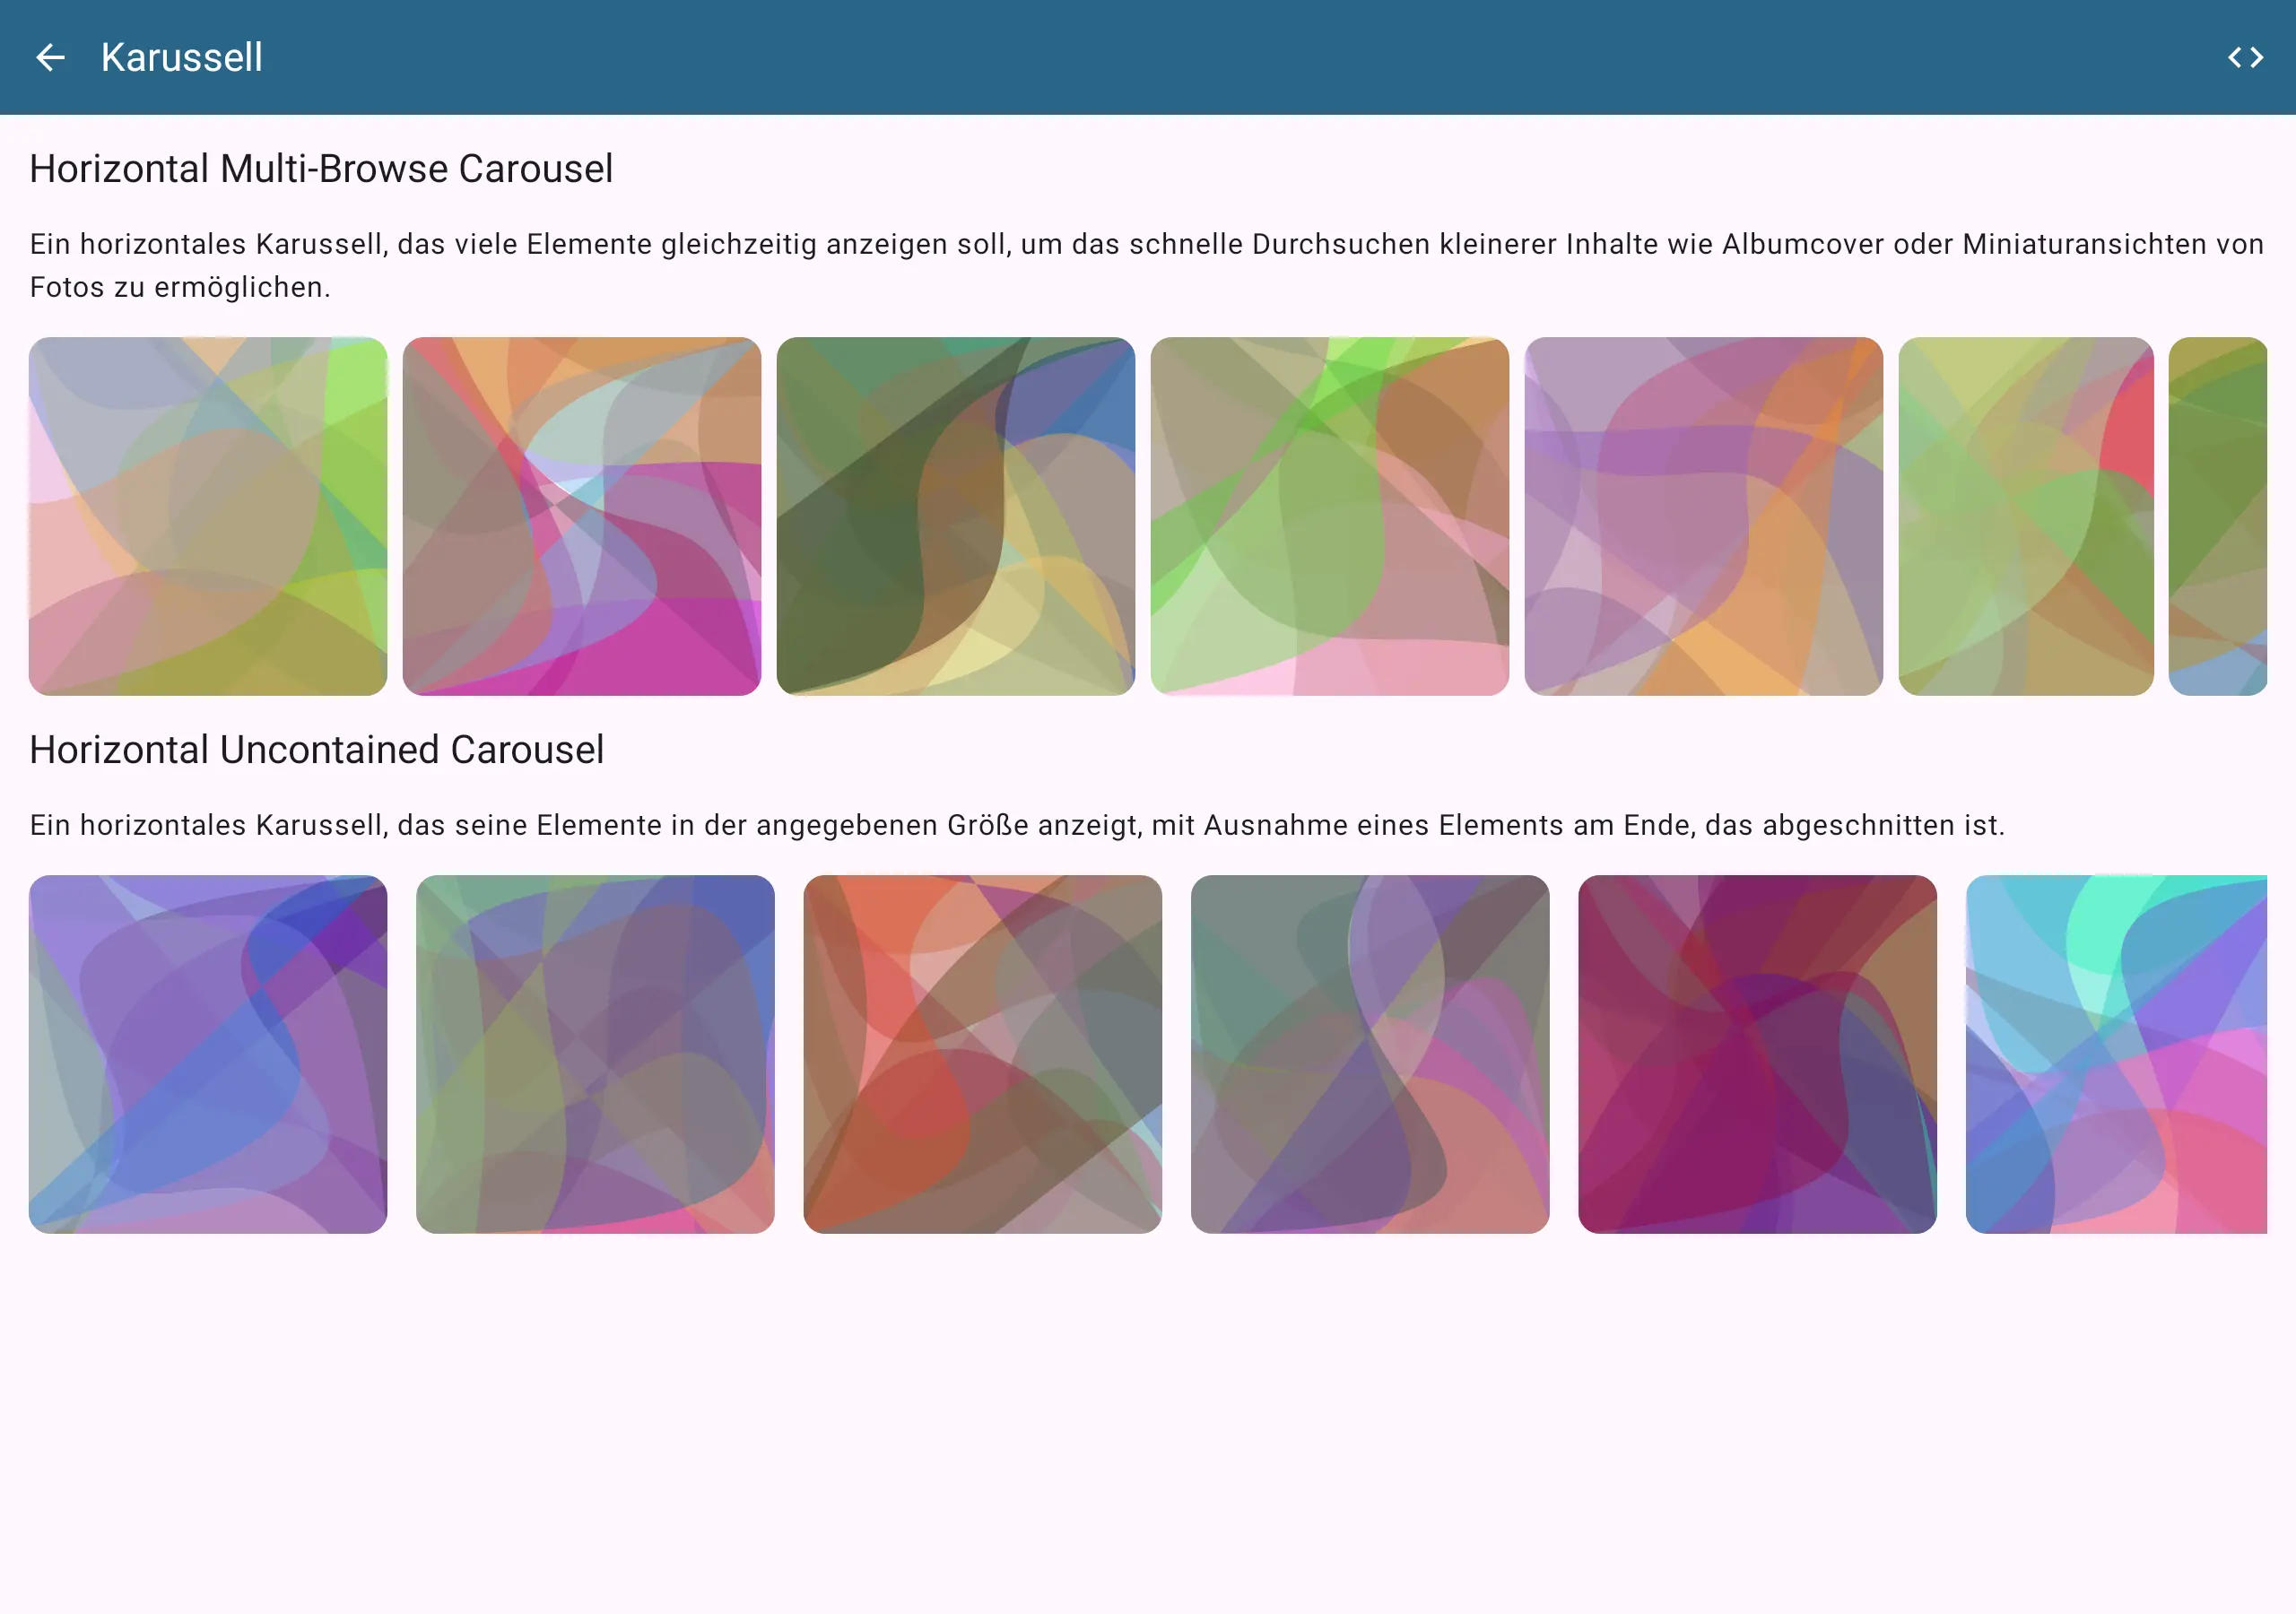 Karussell
Horizontal Multi-Browse Carousel
Ein horizontales Karussell, das viele Elemente gleichzeitig anzeigen soll, um das schnelle Durchsuchen kleinerer Inhalte wie Albumcover oder Miniaturansichten von
Fotos zu ermöglichen.
Horizontal Uncontained Carousel
Ein horizontales Karussell, das seine Elemente in der angegebenen Größe anzeigt, mit Ausnahme eines Elements am Ende, das abgeschnitten ist.